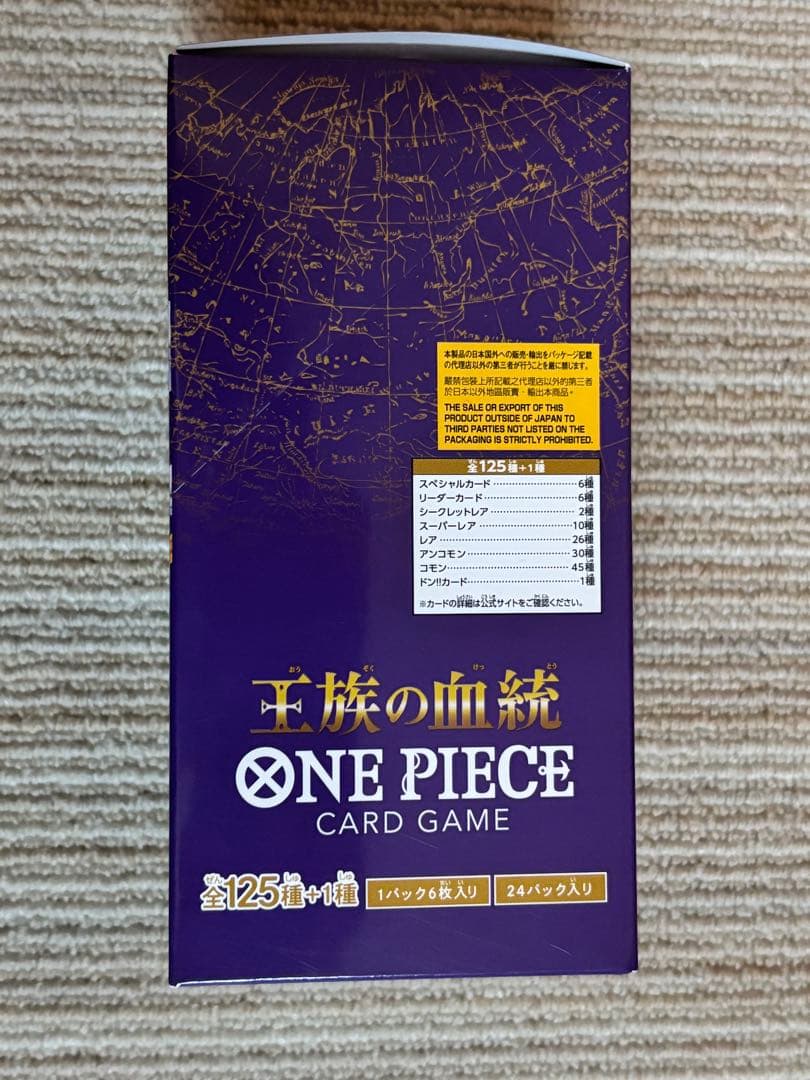 本製品の日本国外への販売・輸出をパッケージ記載
の代理店以外の第三者が行うことを厳に禁じます。
嚴禁包裝上所記載之代理店以外的第三者
於日本以外地區販賣、輸出本商品。
THE SALE OR EXPORT OF THIS
PRODUCT OUTSIDE OF JAPAN TO
THIRD PARTIES NOT LISTED ON THE
PACKAGING IS STRICTLY PROHIBITED.
全125種+1種
スペシャルカード 6種
リーダーカード 6種
シークレットレア 2種
スーパーレア 10種
レア 26種
アンコモン 30種
コモン 45種
ドン!!カード 1種
※カードの詳細は公式サイトをご確認ください。
王族の血統
ONE PIECE
CARD GAME
全125種+1種 1パック6枚入り 24パック入り